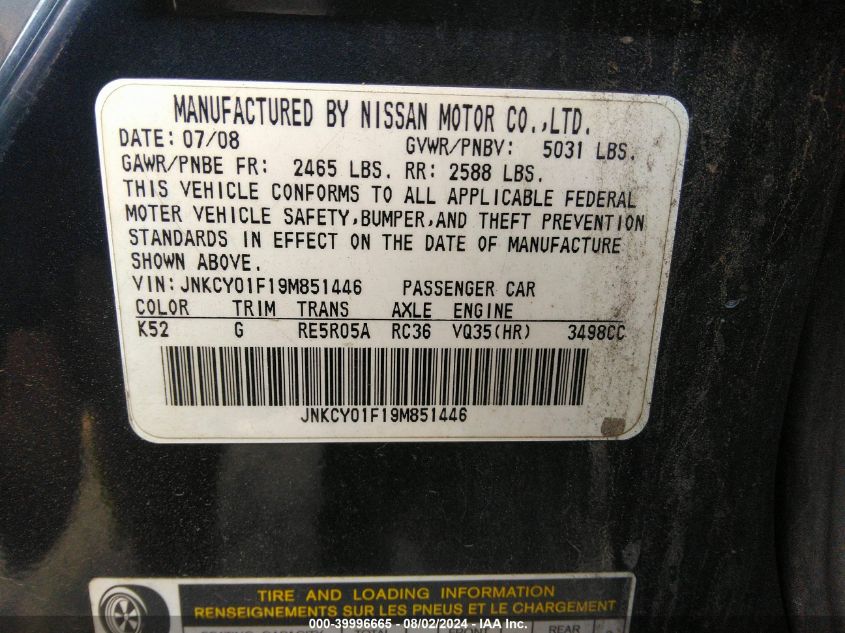 MANUFACTURED BY NISSAN MOTOR CO.,LTD.
DATE: 07/08 GVWR/PNBV: 5031 LBS.
GAWR/PNBE FR: 2465 LBS. RR: 2588 LBS.
THIS VEHICLE CONFORMS TO ALL APPLICABLE FEDERAL
MOTER VEHICLE SAFETY,BUMPER,AND THEFT PREVENTION
STANDARDS IN EFFECT ON THE DATE OF MANUFACTURE
SHOWN ABOVE.
VIN:JNKCY01F19M851446 PASSENGER CAR
COLOR TRIM TRANS AXLE ENGINE
K52 G RE5R05A RC36 VQ35(HR) 3498CC
JNKCY01F19M851446
TIRE AND LOADING INFORMATION
RENSEIGNEMENTS SUR LES PNEUS ET LE CHARGEMENT
000-39996665 - 08/02/2024 - IAA Inc.